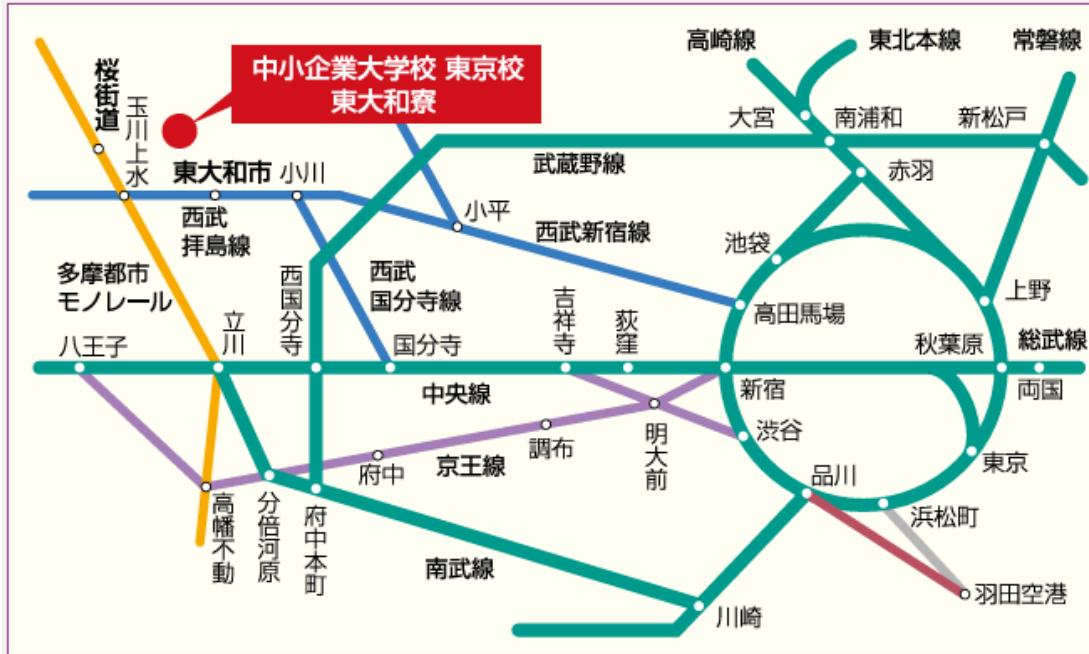 高崎線
東北本線
常磐線
中小企業大学校 東京校
東大和寮
桜街道
玉川上水
大宮
南浦和
新松戸
武蔵野線
赤羽
東大和市
小川
西武
拝島線
小平
西武新宿線
池袋
多摩都市
モノレール
西国分寺
西武
国分寺線
高田馬場
上野
八王子
立川
国分寺
吉祥寺
荻窪
秋葉原
総武線
中央線
新宿
両国
渋谷
明大前
調布
京王線
府中
東京
品川
浜松町
高幡不動
分倍河原
府中本町
南武線
川崎
羽田空港